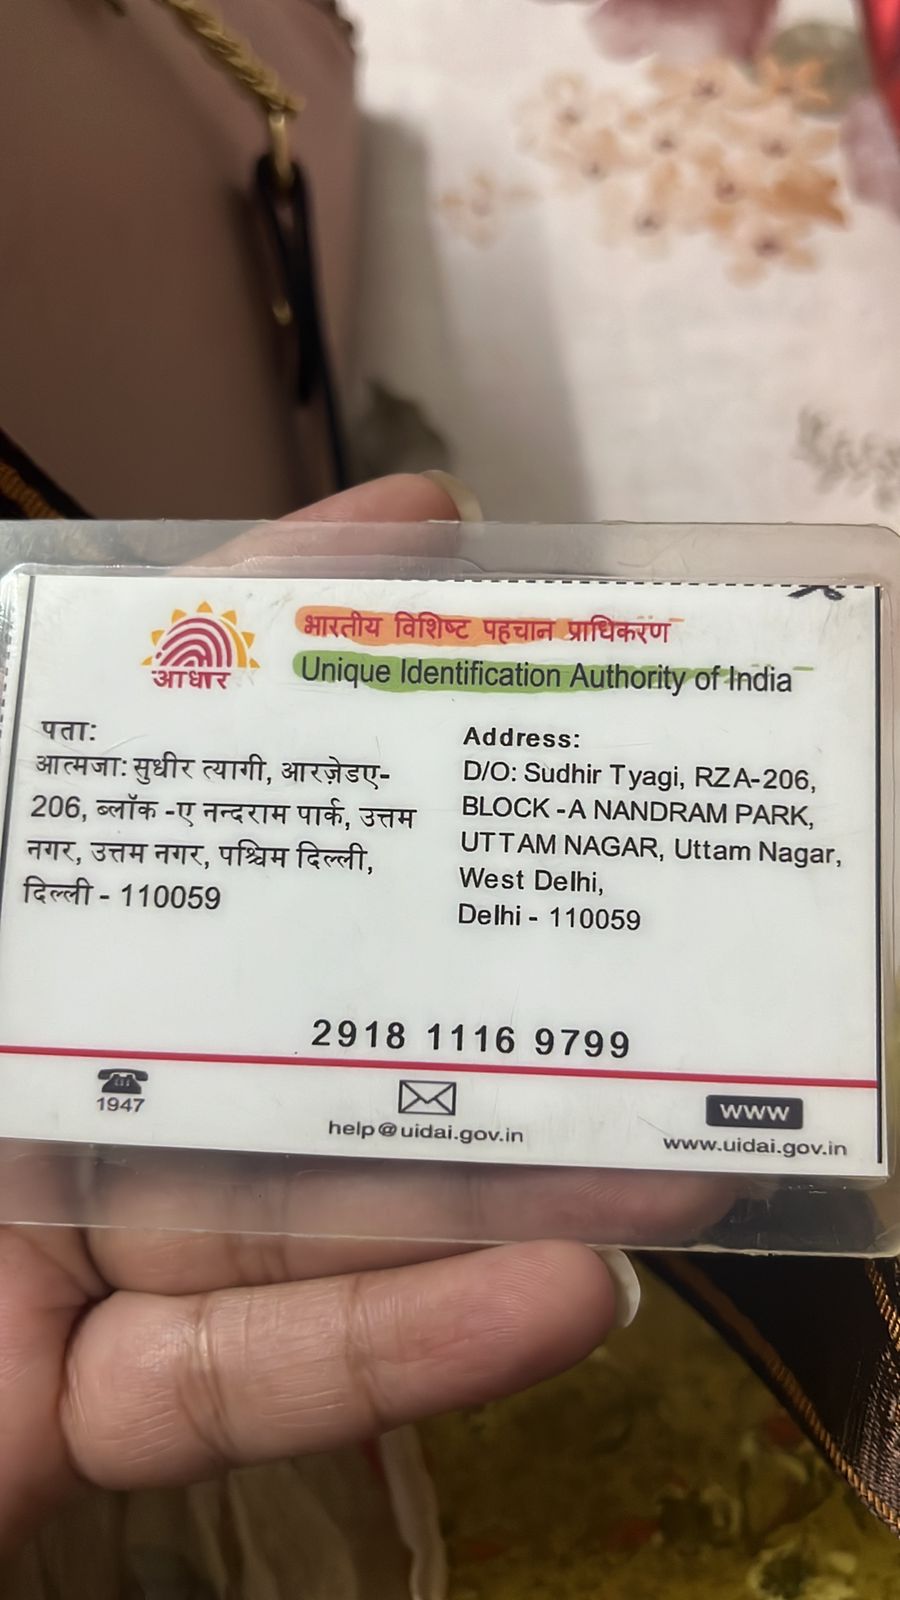 आधार
भारतीय विशिष्ट पहचान प्राधिकरण
Unique Identification Authority of India
पता:
आत्मजा: सुधीर त्यागी, आरज़ेडए-
206, ब्लॉक -ए नन्दराम पार्क, उत्तम
नगर, उत्तम नगर, पश्चिम दिल्ली,
दिल्ली - 110059
Address:
D/O: Sudhir Tyagi, RZA-206,
BLOCK -A NANDRAM PARK,
UTTAM NAGAR, Uttam Nagar,
West Delhi,
Delhi - 110059
2918 1116 9799
1947
help@uidai.gov.in
www
www.uidai.gov.in